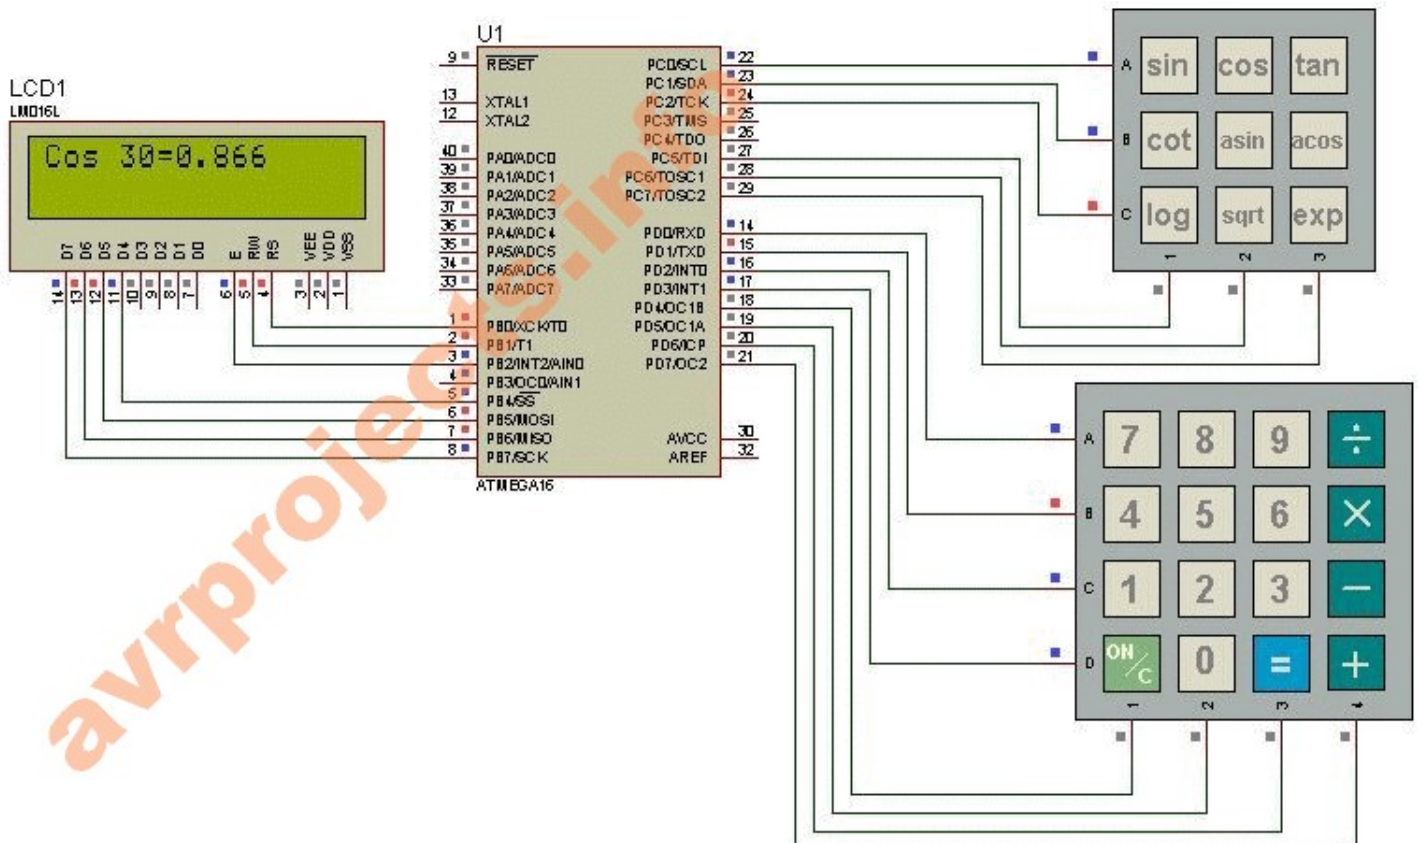 LCD1
LM016L
Cos 30=0.866
D7 D6 D5 D4 D3 D2 D1 D0 E RW RS VEE VDD VSS
14 13 12 11 10 9 8 7 6 5 4 3 2 1
U1
9 RESET PC0/SCL 22
PC1/SDA 23
13 XTAL1 PC2/TCK 24
12 XTAL2 PC3/TMS 25
PC4/TDO 26
40 PA0/ADC0 PC5/TDI 27
39 PA1/ADC1 PC6/TOSC1 28
38 PA2/ADC2 PC7/TOSC2 29
37 PA3/ADC3
36 PA4/ADC4 PD0/RXD 14
35 PA5/ADC5 PD1/TXD 15
34 PA6/ADC6 PD2/INT0 16
33 PA7/ADC7 PD3/INT1 17
PD4/OC1B 18
1 PB0/XCK/T0 PD5/OC1A 19
2 PB1/T1 PD6/ICP 20
3 PB2/INT2/AIN0 PD7/OC2 21
4 PB3/OC0/AIN1
5 PB4/SS
6 PB5/MOSI
7 PB6/MISO AVCC 30
8 PB7/SCK AREF 32
ATMEGA16
A sin cos tan
B cot asin acos
C log sqrt exp
1 2 3
A 7 8 9 ÷
B 4 5 6 ×
C 1 2 3 −
D ON/C 0 = +
1 2 3 4
avrprojects.info